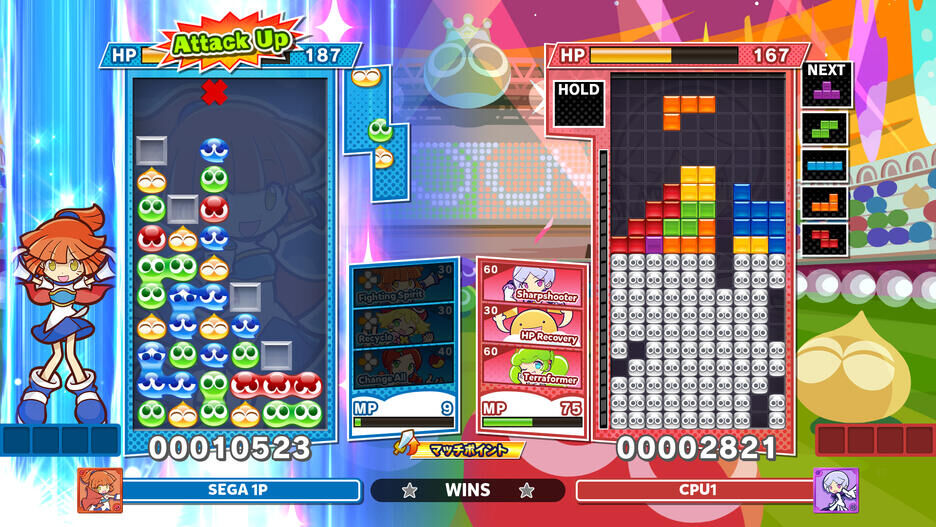 HP
Attack Up
187
HP
167
HOLD
NEXT
30
Fighting Spirit
30
Recycle
40
Change All
MP
9
60
Sharpshooter
30
HP Recovery
60
Terraformer
MP
75
00010523
マッチポイント
00002821
SEGA 1P
WINS
CPU1